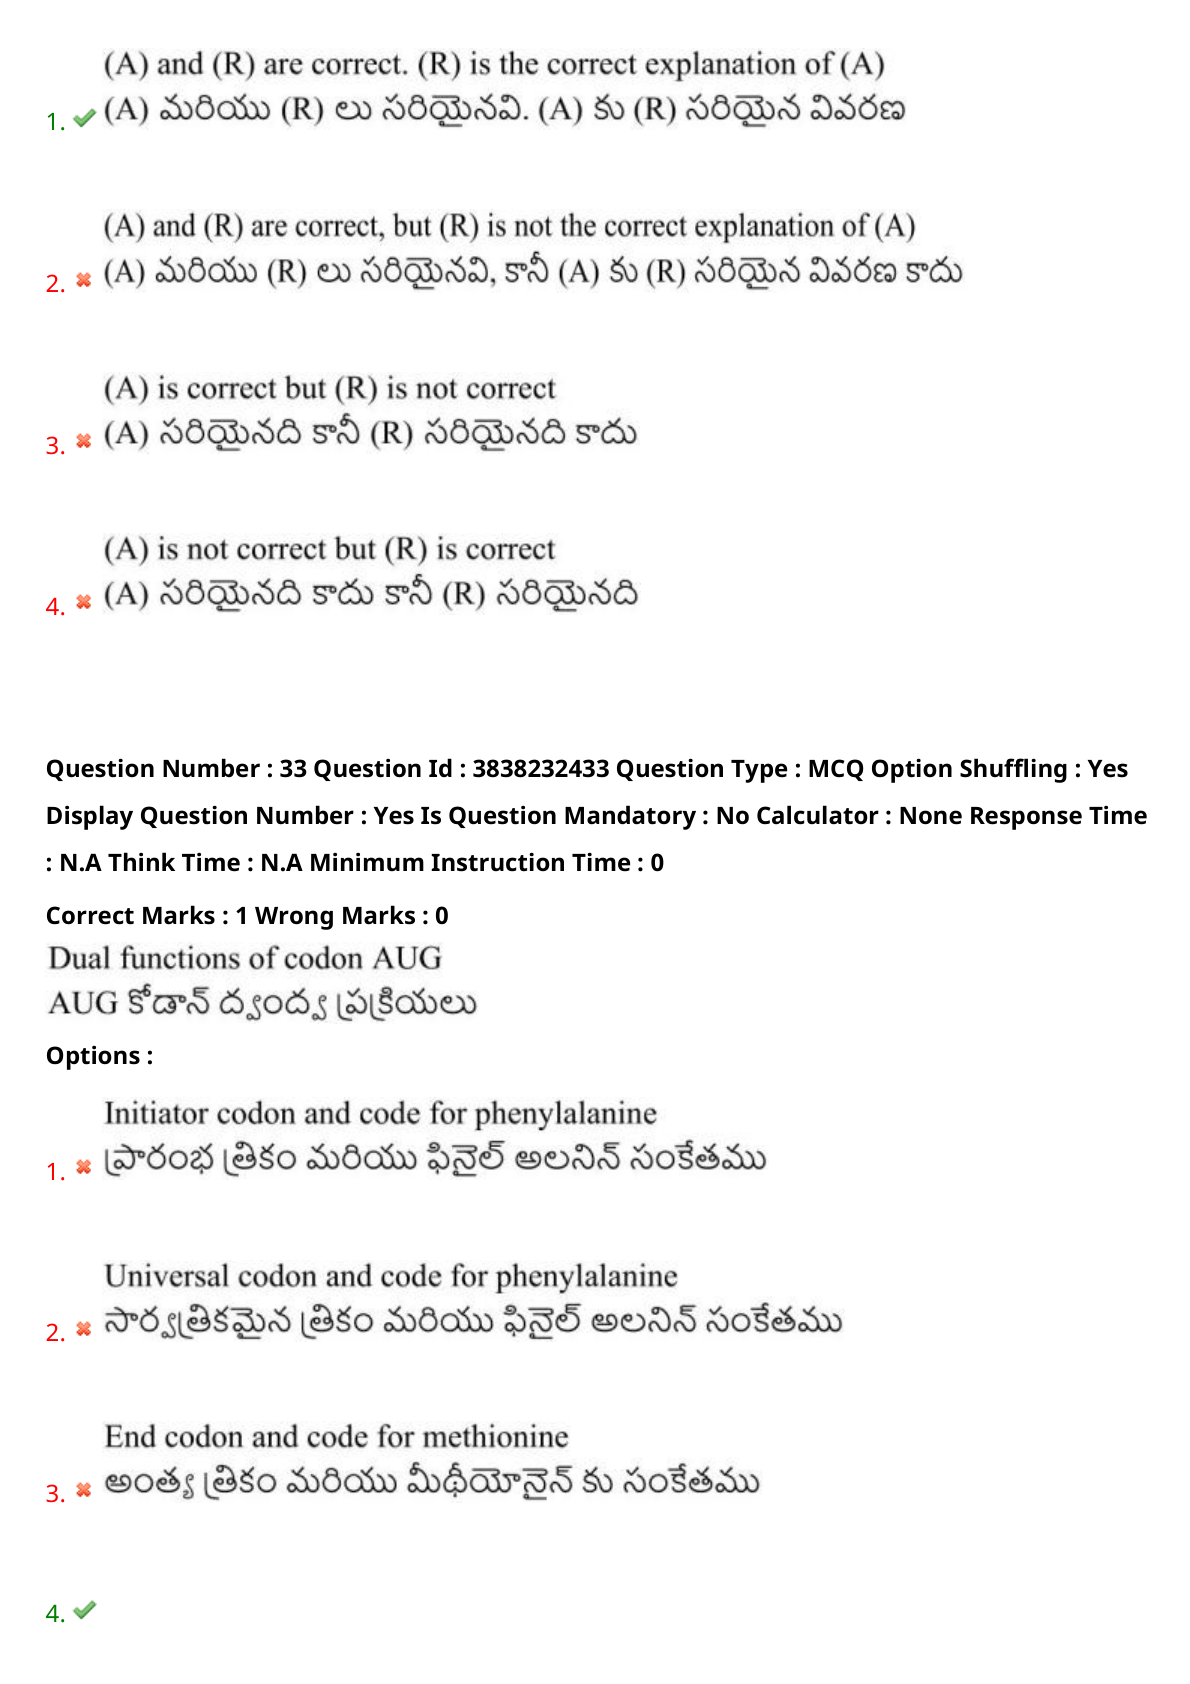 (A) and (R) are correct. (R) is the correct explanation of (A)
1. (A) మరియు (R) లు సరియైనవి. (A) కు (R) సరియైన వివరణ
(A) and (R) are correct, but (R) is not the correct explanation of (A)
2. (A) మరియు (R) లు సరియైనవి, కానీ (A) కు (R) సరియైన వివరణ కాదు
(A) is correct but (R) is not correct
3. (A) సరియైనది కానీ (R) సరియైనది కాదు
(A) is not correct but (R) is correct
4. (A) సరియైనది కాదు కానీ (R) సరియైనది
Question Number : 33 Question Id : 3838232433 Question Type : MCQ Option Shuffling : Yes
Display Question Number : Yes Is Question Mandatory : No Calculator : None Response Time
: N.A Think Time : N.A Minimum Instruction Time : 0
Correct Marks : 1 Wrong Marks : 0
Dual functions of codon AUG
AUG కోడాన్ ద్వంద్వ ప్రక్రియలు
Options :
Initiator codon and code for phenylalanine
1. ప్రారంభ త్రికం మరియు ఫినైల్ అలనిన్ సంకేతము
Universal codon and code for phenylalanine
2. సార్వత్రికమైన త్రికం మరియు ఫినైల్ అలనిన్ సంకేతము
End codon and code for methionine
3. అంత్య త్రికం మరియు మీథీయోనైన్ కు సంకేతము
4.